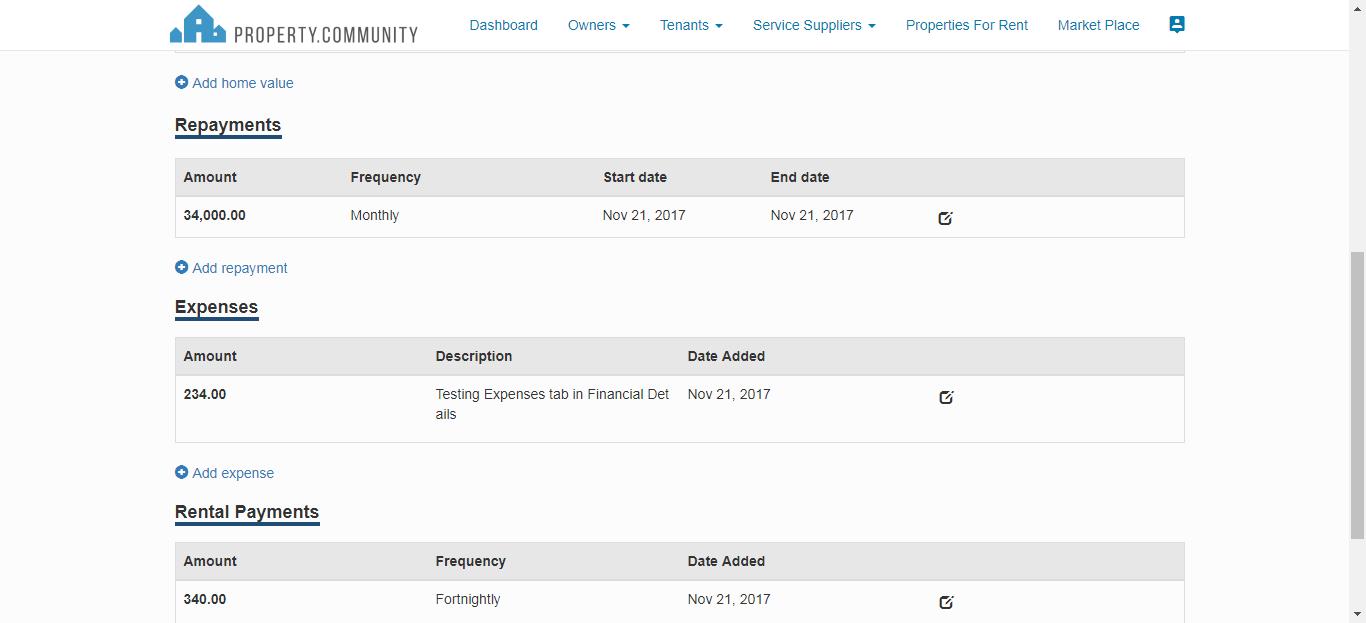 PROPERTY.COMMUNITY Dashboard Owners Tenants Service Suppliers Properties For Rent Market Place
Add home value
Repayments
Amount Frequency Start date End date
34,000.00 Monthly Nov 21, 2017 Nov 21, 2017
Add repayment
Expenses
Amount Description Date Added
234.00 Testing Expenses tab in Financial Det Nov 21, 2017
ails
Add expense
Rental Payments
Amount Frequency Date Added
340.00 Fortnightly Nov 21, 2017